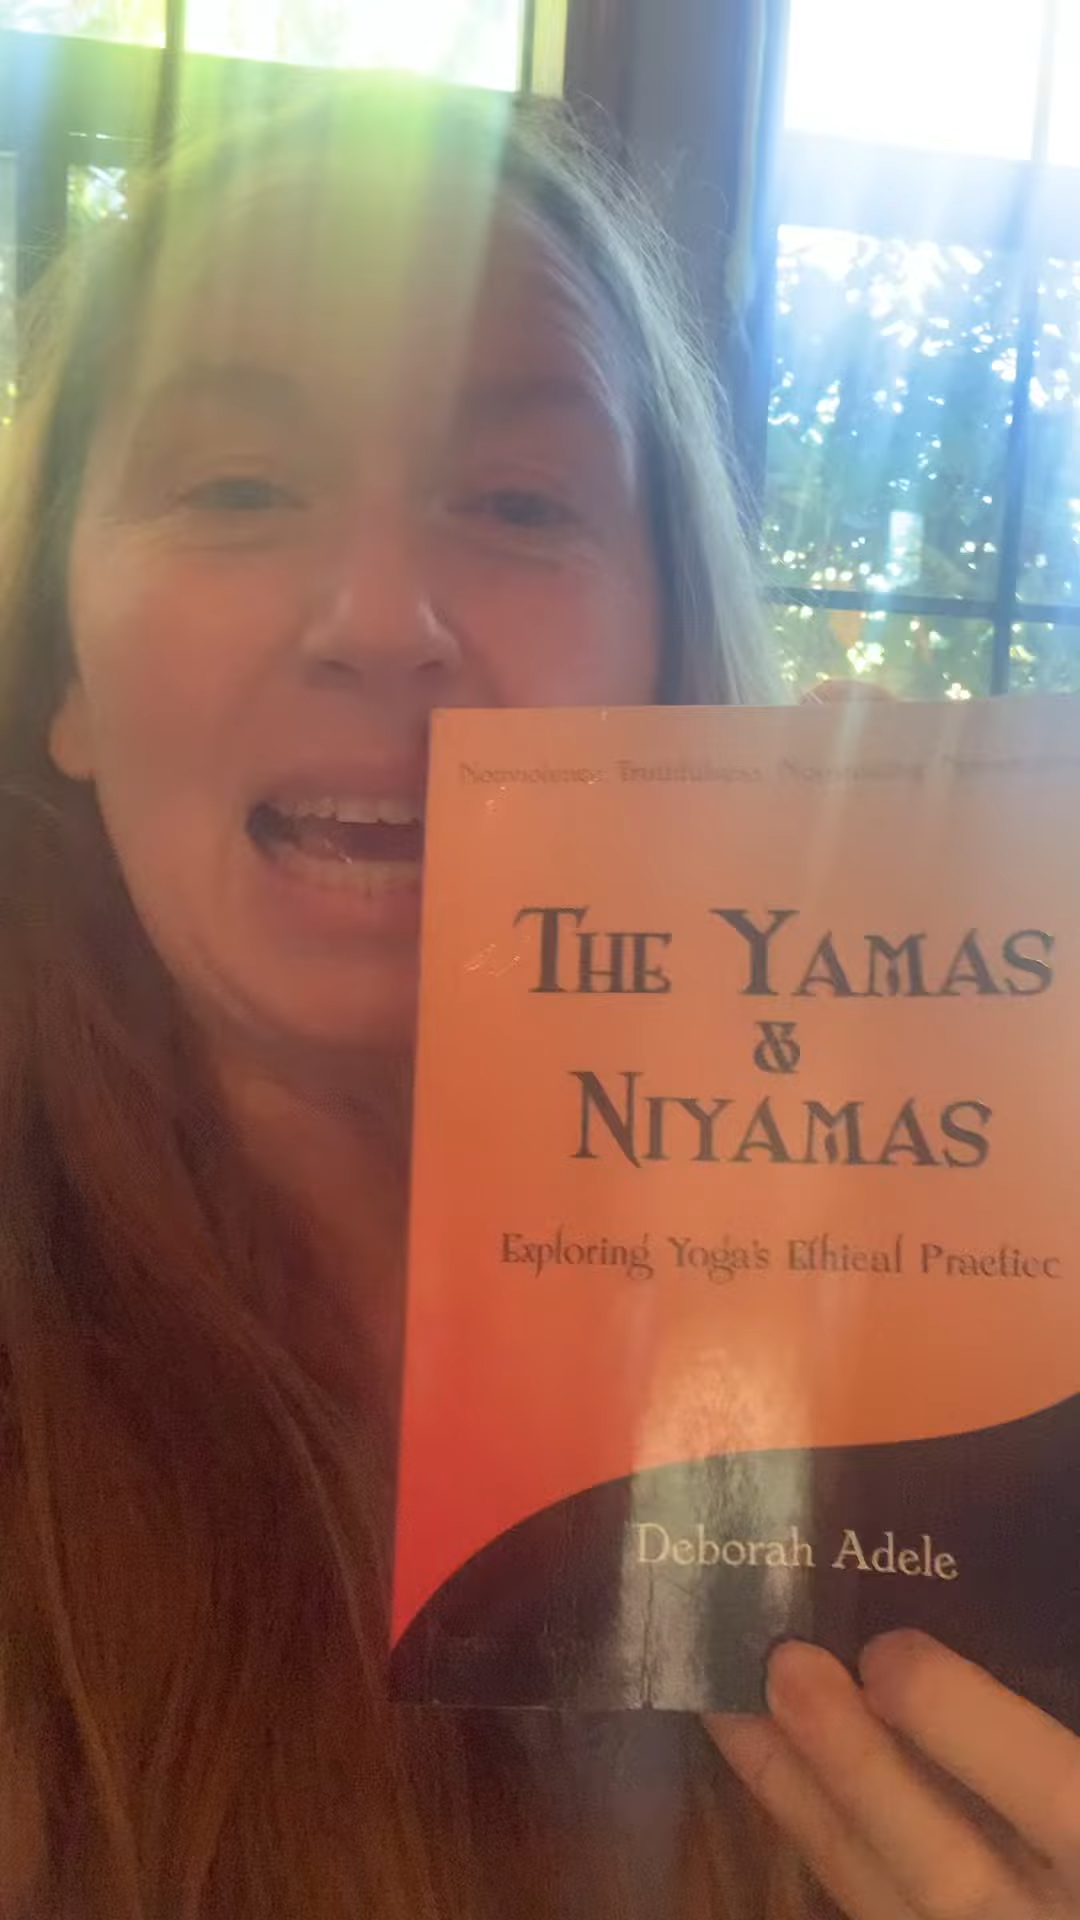 Nonviolence, Truthfulness, Nonstealing,
THE YAMAS
&
NIYAMAS
Exploring Yoga's Ethical Practice
Deborah Adele